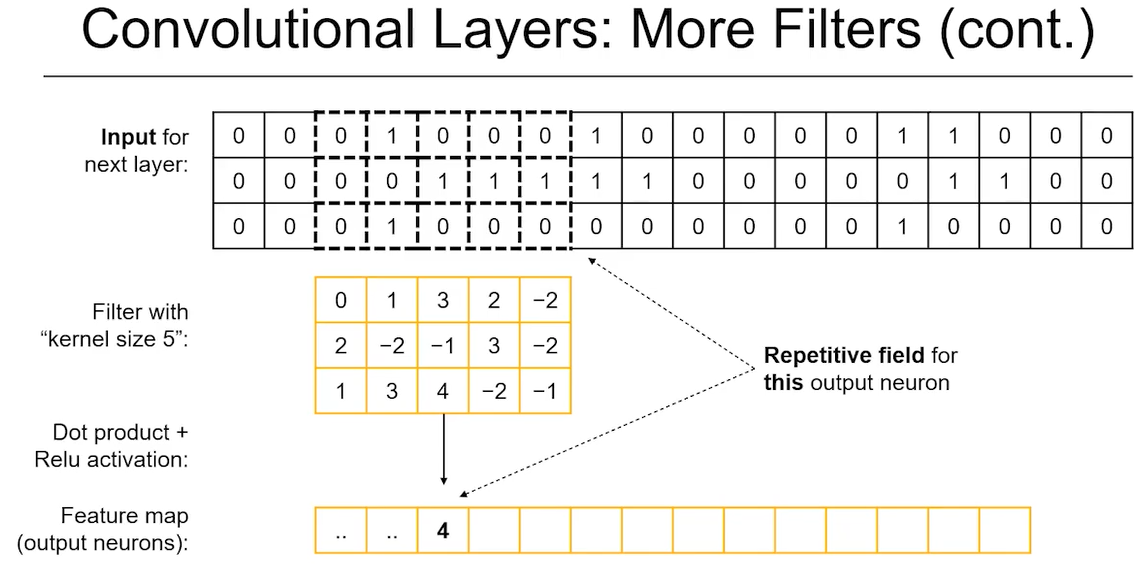 Convolutional Layers: More Filters (cont.)
Input for
next layer:
0 0 0 1 0 0 0 1 0 0 0 0 0 1 1 0 0 0
0 0 0 0 1 1 1 1 1 0 0 0 0 0 1 1 0 0
0 0 0 1 0 0 0 0 0 0 0 0 0 1 0 0 0 0
Filter with
“kernel size 5”:
0 1 3 2 −2
2 −2 −1 3 −2
1 3 4 −2 −1
Repetitive field for
this output neuron
Dot product +
Relu activation:
Feature map
(output neurons):
.. .. 4